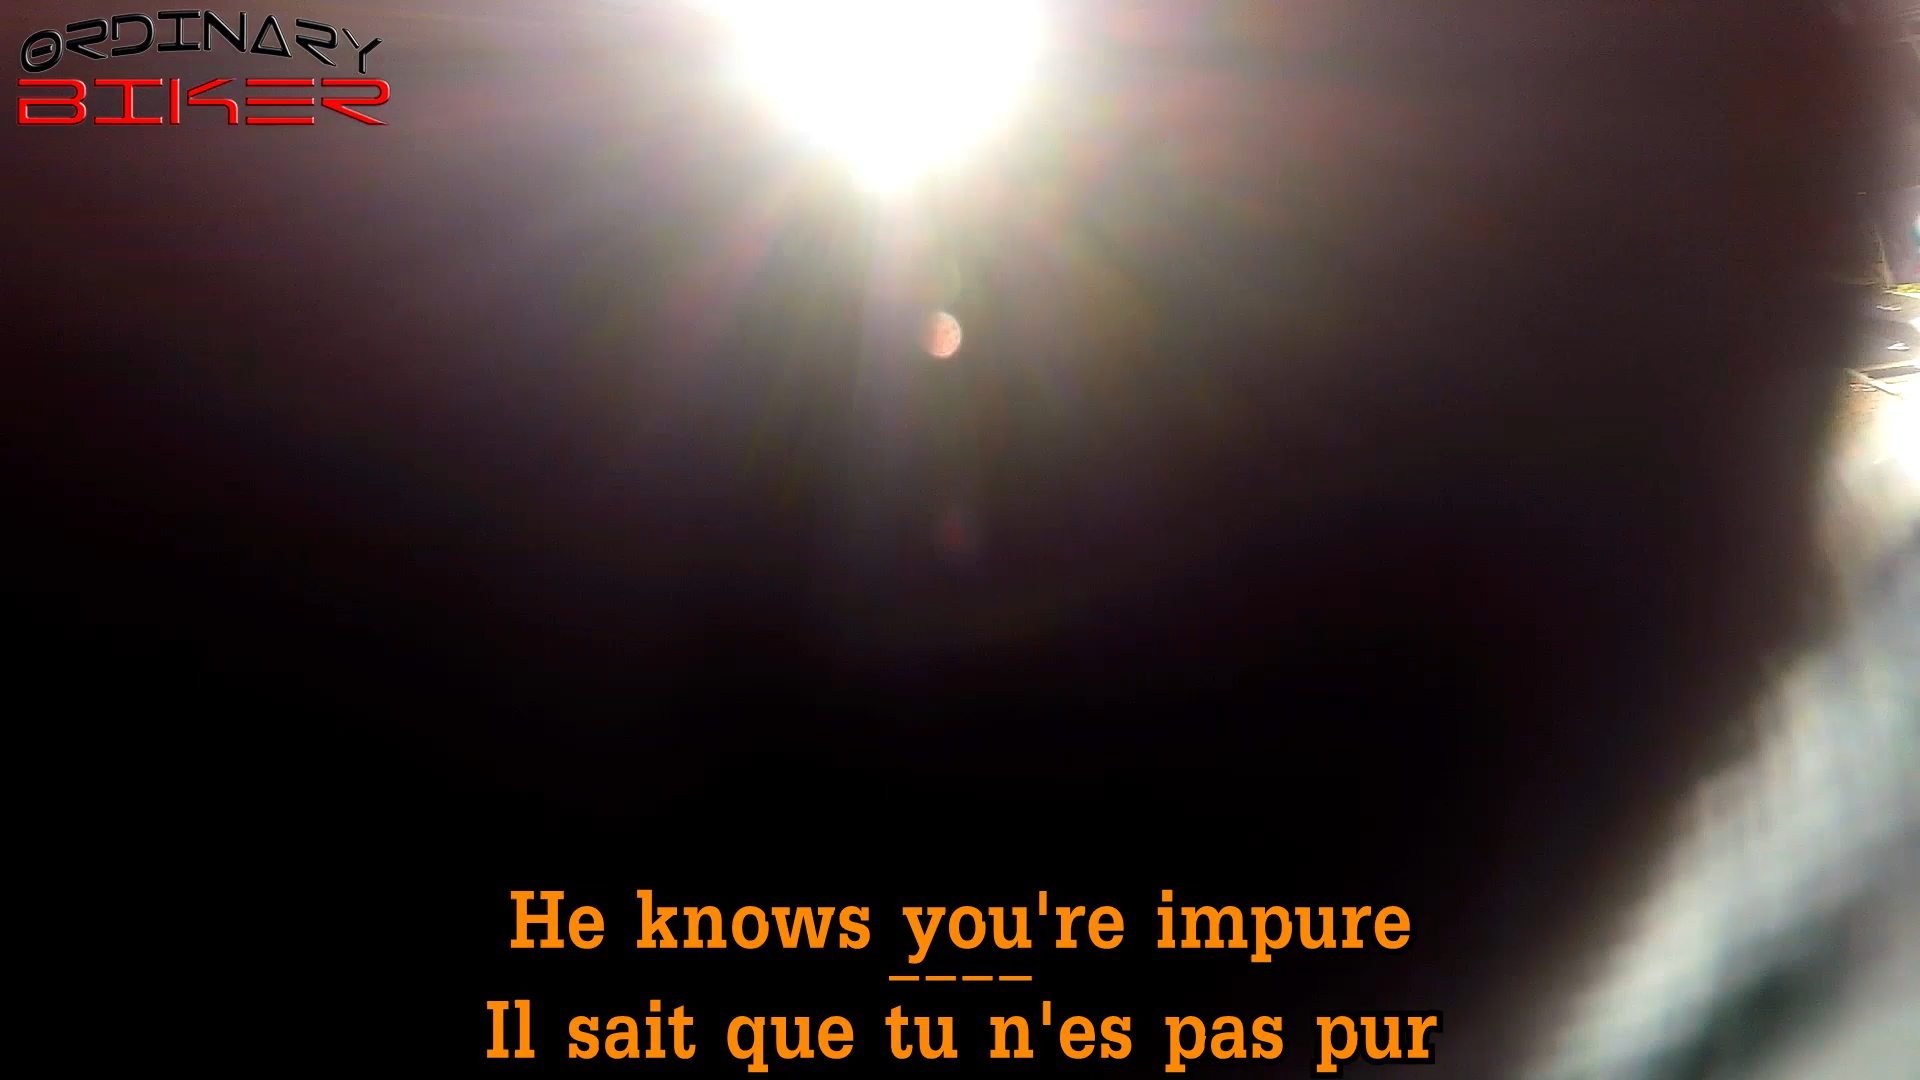 ORDINARY
BIKER
He knows you're impure
----
Il sait que tu n'es pas pur